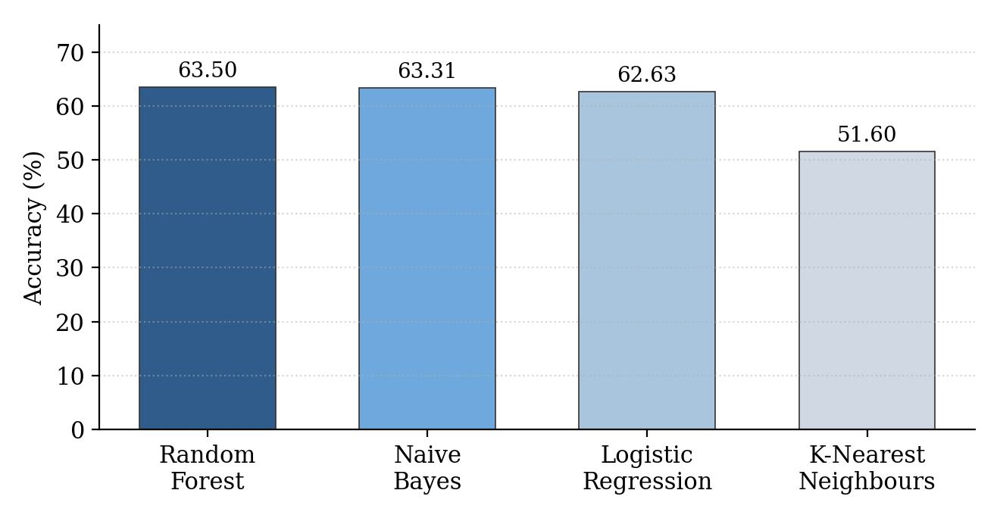 63.50
63.31
62.63
51.60
Accuracy (%)
70
60
50
40
30
20
10
0
Random
Forest
Naive
Bayes
Logistic
Regression
K-Nearest
Neighbours